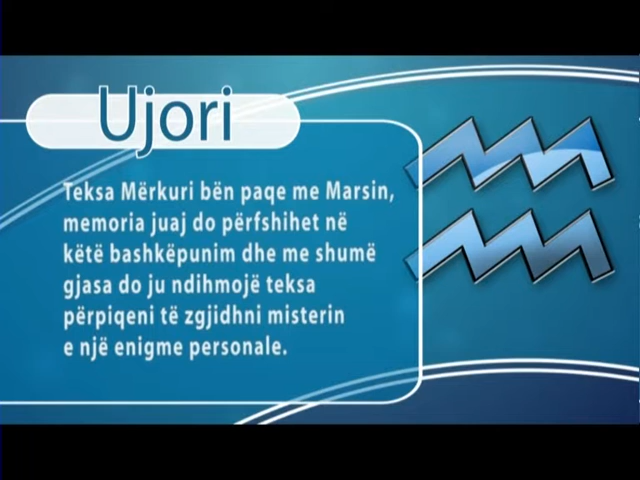 Ujori
Teksa Mërkuri bën paqe me Marsin,
memoria juaj do përfshihet në
këtë bashkëpunim dhe me shumë
gjasa do ju ndihmojë teksa
përpiqeni të zgjidhni misterin
e një enigme personale.